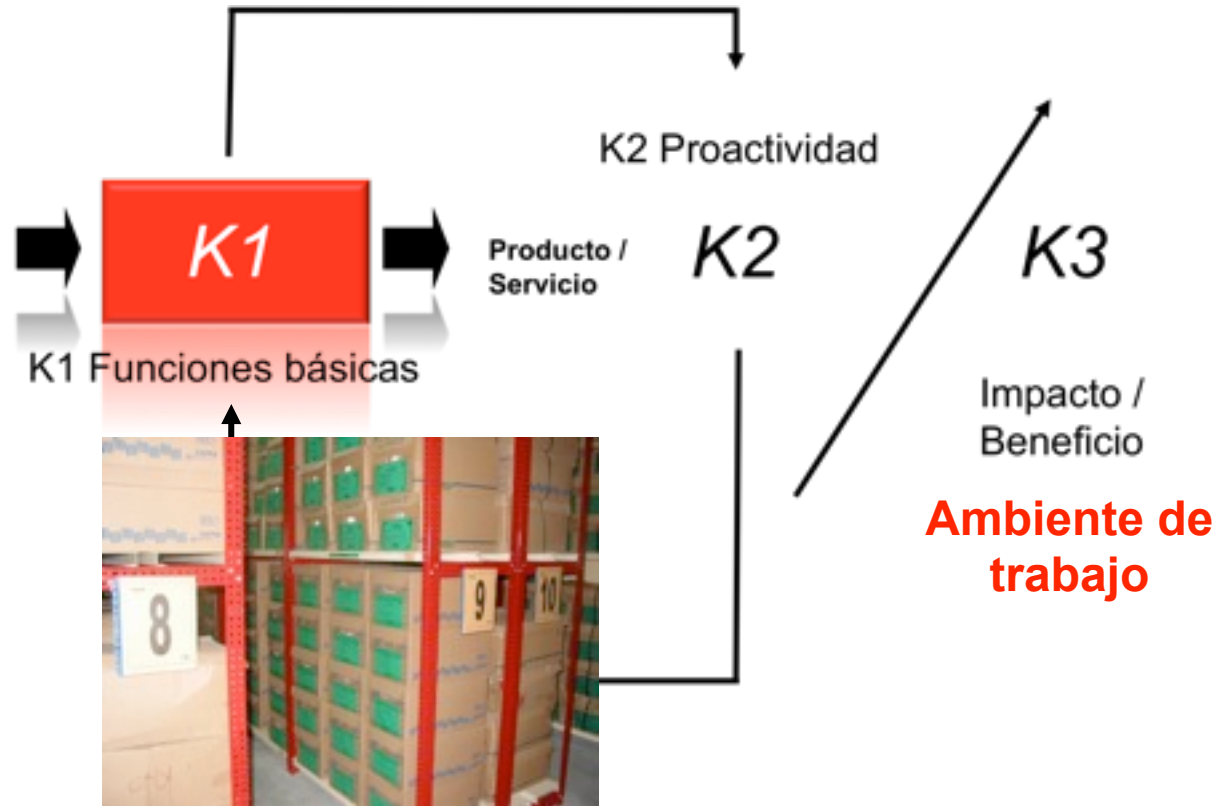 K2 Proactividad
K1
Producto /
Servicio
K2
K3
K1 Funciones básicas
Impacto /
Beneficio
Ambiente de
trabajo
8
9
10